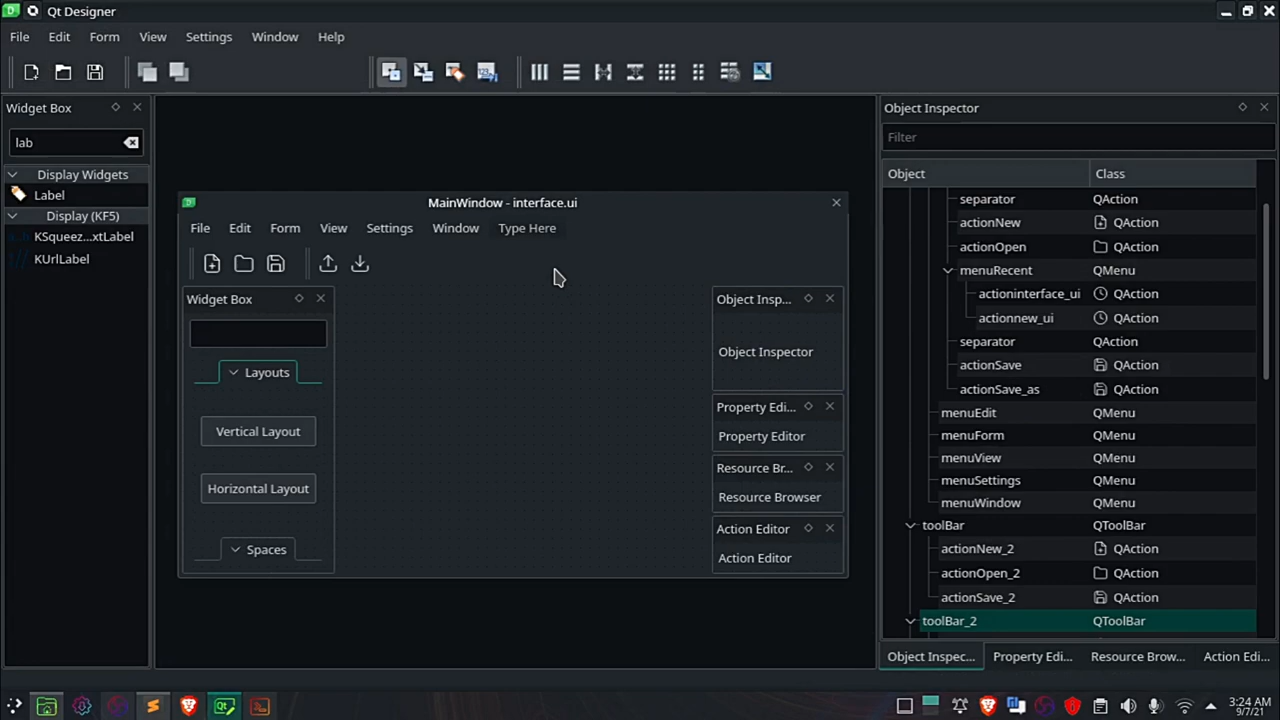 Qt Designer
File Edit Form View Settings Window Help
Widget Box
lab
Display Widgets
Label
Display (KF5)
KSqueez...xtLabel
KUrlLabel
MainWindow - interface.ui
File Edit Form View Settings Window Type Here
Widget Box
Layouts
Vertical Layout
Horizontal Layout
Spaces
Object Insp...
Object Inspector
Property Edi...
Property Editor
Resource Br...
Resource Browser
Action Editor
Action Editor
Object Inspector
Filter
Object Class
separator QAction
actionNew QAction
actionOpen QAction
menuRecent QMenu
actioninterface_ui QAction
actionnew_ui QAction
separator QAction
actionSave QAction
actionSave_as QAction
menuEdit QMenu
menuForm QMenu
menuView QMenu
menuSettings QMenu
menuWindow QMenu
toolBar QToolBar
actionNew_2 QAction
actionOpen_2 QAction
actionSave_2 QAction
toolBar_2 QToolBar
Object Inspec... Property Edi... Resource Brow... Action Edi...
3:24 AM
9/7/21